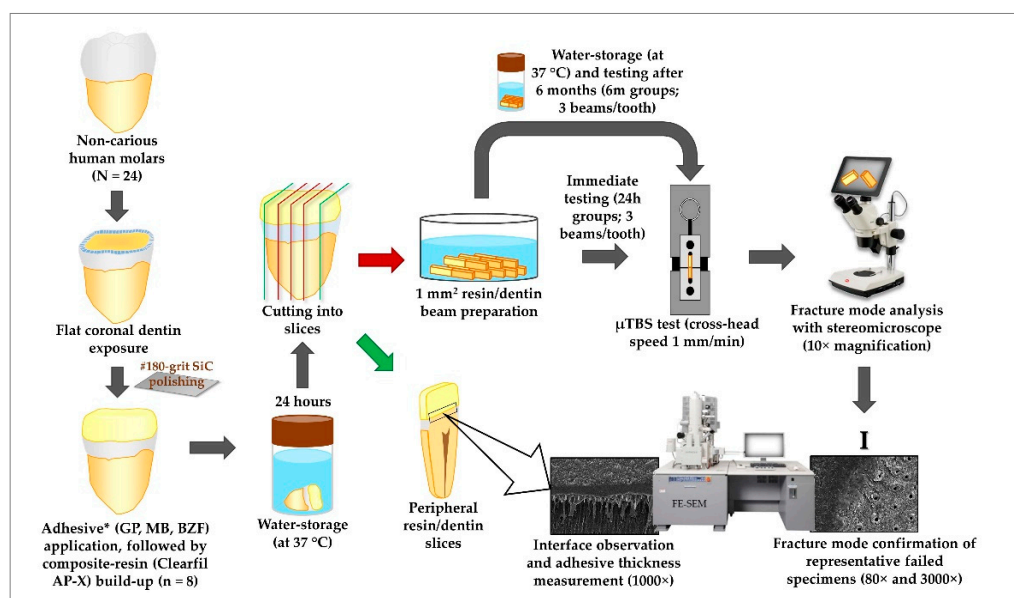 Non-carious
human molars
(N = 24)
Flat coronal dentin
exposure
#180-grit SiC
polishing
Adhesive* (GP, MB, BZF)
application, followed by
composite-resin (Clearfil
AP-X) build-up (n = 8)
24 hours
Water-storage
(at 37 °C)
Cutting into
slices
Peripheral
resin/dentin
slices
1 mm² resin/dentin
beam preparation
Water-storage (at
37 °C) and testing after
6 months (6m groups;
3 beams/tooth)
Immediate
testing (24h
groups; 3
beams/tooth)
μTBS test (cross-head
speed 1 mm/min)
Fracture mode analysis
with stereomicroscope
(10× magnification)
FE-SEM
Interface observation
and adhesive thickness
measurement (1000×)
I
Fracture mode confirmation of
representative failed
specimens (80× and 3000×)